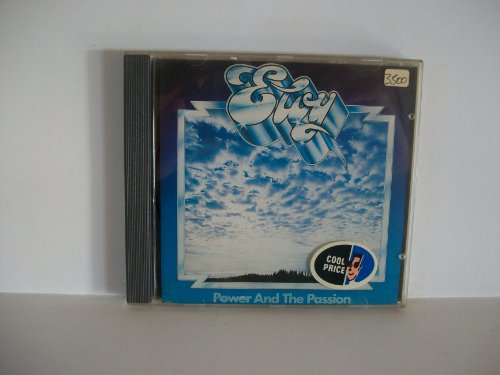 3500
Eloy
COOL
PRICE
Power And The Passion